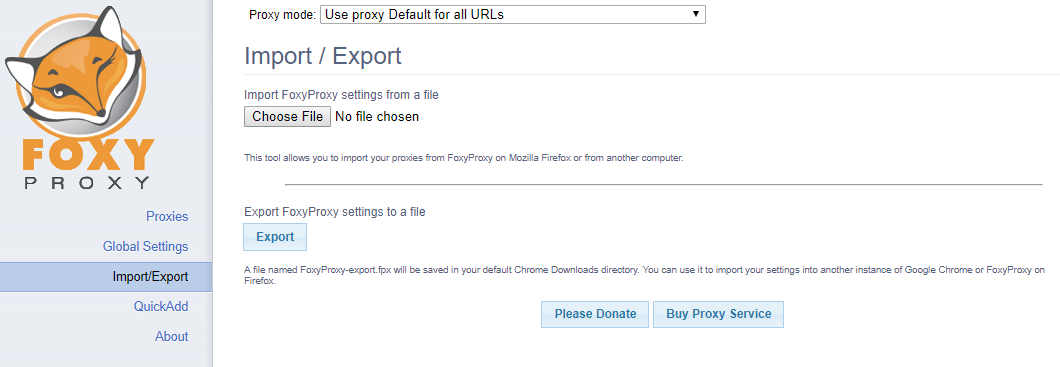 Proxy mode: Use proxy Default for all URLs
Import / Export
Import FoxyProxy settings from a file
Choose File No file chosen
This tool allows you to import your proxies from FoxyProxy on Mozilla Firefox or from another computer.
Export FoxyProxy settings to a file
Export
A file named FoxyProxy-export.fpx will be saved in your default Chrome Downloads directory. You can use it to import your settings into another instance of Google Chrome or FoxyProxy on
Firefox.
Please Donate Buy Proxy Service
FOXY
PROXY
Proxies
Global Settings
Import/Export
QuickAdd
About